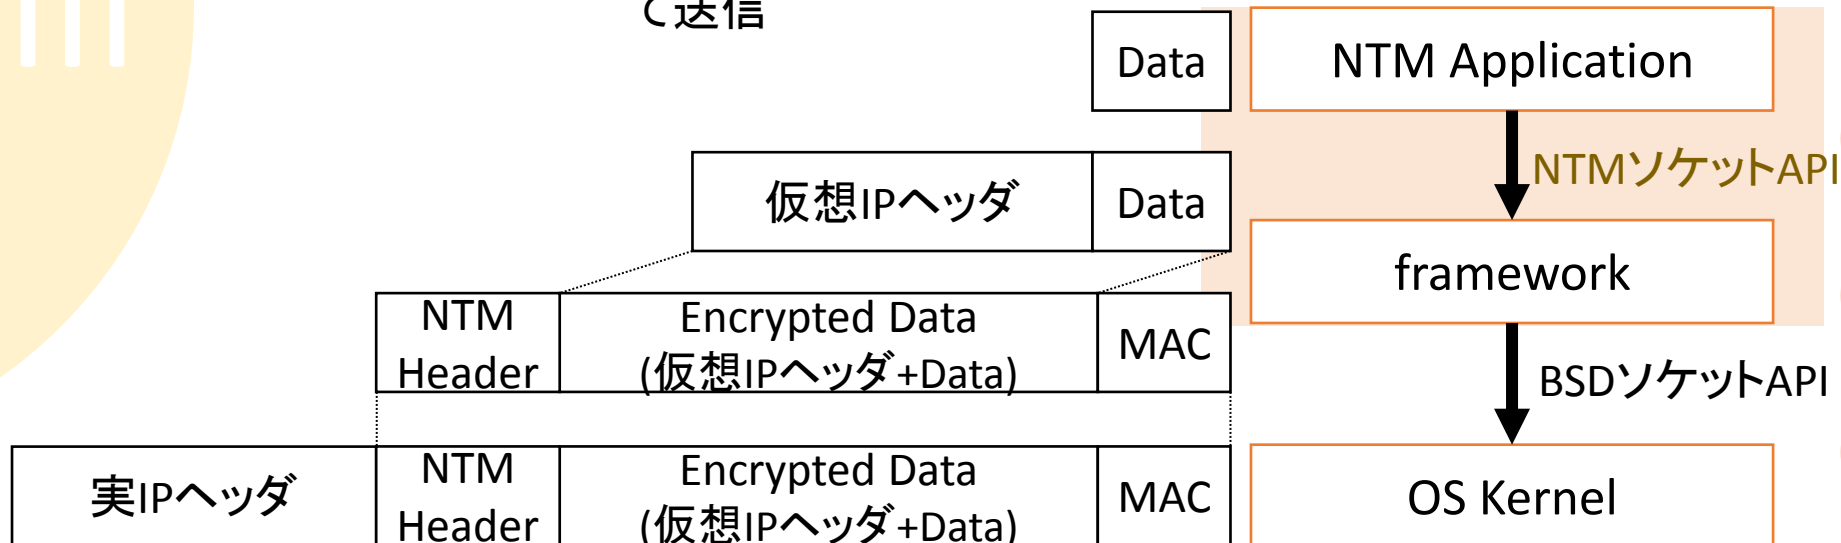 て送信
Data
NTM Application
NTMソケットAPI
仮想IPヘッダ
Data
framework
NTM
Header
Encrypted Data
(仮想IPヘッダ+Data)
MAC
BSDソケットAPI
実IPヘッダ
NTM
Header
Encrypted Data
(仮想IPヘッダ+Data)
MAC
OS Kernel